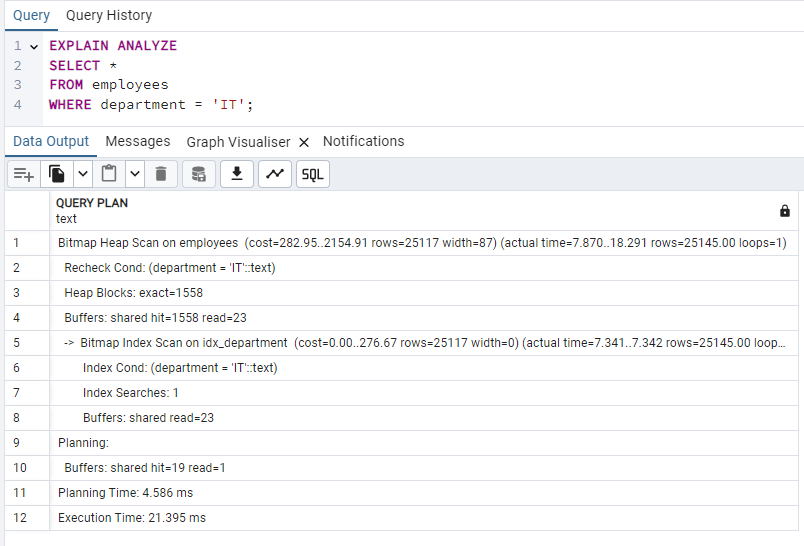 Query Query History
1 EXPLAIN ANALYZE
2 SELECT *
3 FROM employees
4 WHERE department = 'IT';
Data Output Messages Graph Visualiser × Notifications
SQL
QUERY PLAN
text
1 Bitmap Heap Scan on employees (cost=282.95..2154.91 rows=25117 width=87) (actual time=7.870..18.291 rows=25145.00 loops=1)
2 Recheck Cond: (department = 'IT'::text)
3 Heap Blocks: exact=1558
4 Buffers: shared hit=1558 read=23
5 -> Bitmap Index Scan on idx_department (cost=0.00..276.67 rows=25117 width=0) (actual time=7.341..7.342 rows=25145.00 loop...
6 Index Cond: (department = 'IT'::text)
7 Index Searches: 1
8 Buffers: shared read=23
9 Planning:
10 Buffers: shared hit=19 read=1
11 Planning Time: 4.586 ms
12 Execution Time: 21.395 ms